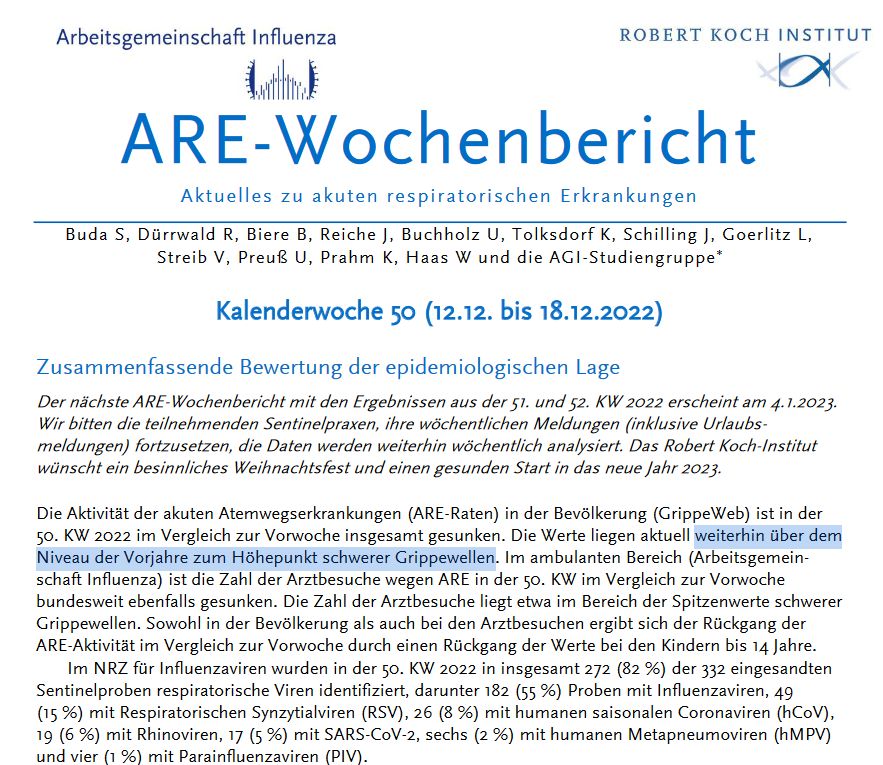 Arbeitsgemeinschaft Influenza
ROBERT KOCH INSTITUT
ARE-Wochenbericht
Aktuelles zu akuten respiratorischen Erkrankungen
Buda S, Dürrwald R, Biere B, Reiche J, Buchholz U, Tolksdorf K, Schilling J, Goerlitz L,
Streib V, Preuß U, Prahm K, Haas W und die AGI-Studiengruppe*
Kalenderwoche 50 (12.12. bis 18.12.2022)
Zusammenfassende Bewertung der epidemiologischen Lage
Der nächste ARE-Wochenbericht mit den Ergebnissen aus der 51. und 52. KW 2022 erscheint am 4.1.2023.
Wir bitten die teilnehmenden Sentinelpraxen, ihre wöchentlichen Meldungen (inklusive Urlaubs-
meldungen) fortzusetzen, die Daten werden weiterhin wöchentlich analysiert. Das Robert Koch-Institut
wünscht ein besinnliches Weihnachtsfest und einen gesunden Start in das neue Jahr 2023.
Die Aktivität der akuten Atemwegserkrankungen (ARE-Raten) in der Bevölkerung (GrippeWeb) ist in der
50. KW 2022 im Vergleich zur Vorwoche insgesamt gesunken. Die Werte liegen aktuell weiterhin über dem
Niveau der Vorjahre zum Höhepunkt schwerer Grippewellen. Im ambulanten Bereich (Arbeitsgemein-
schaft Influenza) ist die Zahl der Arztbesuche wegen ARE in der 50. KW im Vergleich zur Vorwoche
bundesweit ebenfalls gesunken. Die Zahl der Arztbesuche liegt etwa im Bereich der Spitzenwerte schwerer
Grippewellen. Sowohl in der Bevölkerung als auch bei den Arztbesuchen ergibt sich der Rückgang der
ARE-Aktivität im Vergleich zur Vorwoche durch einen Rückgang der Werte bei den Kindern bis 14 Jahre.
Im NRZ für Influenzaviren wurden in der 50. KW 2022 in insgesamt 272 (82 %) der 332 eingesandten
Sentinelproben respiratorische Viren identifiziert, darunter 182 (55 %) Proben mit Influenzaviren, 49
(15 %) mit Respiratorischen Synzytialviren (RSV), 26 (8 %) mit humanen saisonalen Coronaviren (hCoV),
19 (6 %) mit Rhinoviren, 17 (5 %) mit SARS-CoV-2, sechs (2 %) mit humanen Metapneumoviren (hMPV)
und vier (1 %) mit Parainfluenzaviren (PIV).